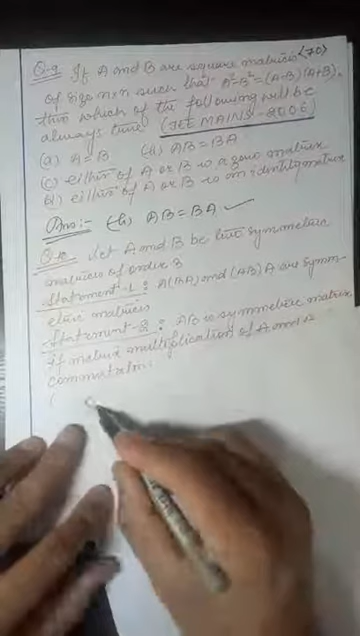 <70>
Q-9 If A and B are square matrices
of size n×n such that A²-B² = (A-B)(A+B).
then which of the following will be
always true? (JEE MAINS-2006)
(a) A=B (b) AB=BA
(c) either of A or B is a zero matrix
(d) either of A or B is an identity matrix
Ans:- (b) AB=BA ✓
Q-10 Let A and B be two symmetric
matrices of order 3
Statement-1: A(BA) and (AB)A are symm-
etric matrices
Statement-2: AB is symmetric matrix
if matrix multiplication of A and B
(